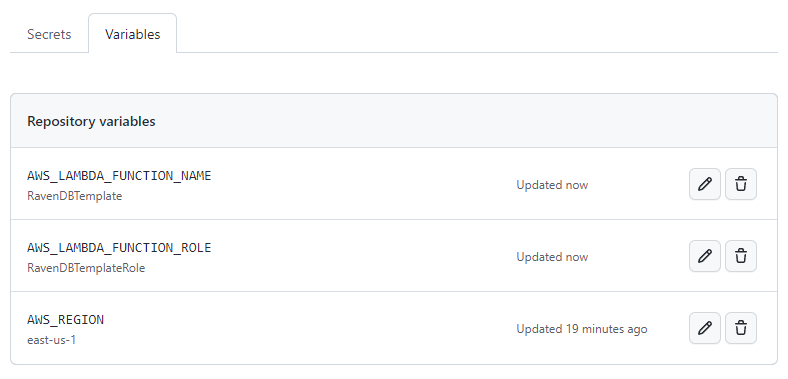 Secrets
Variables
Repository variables
AWS_LAMBDA_FUNCTION_NAME
RavenDBTemplate
Updated now
AWS_LAMBDA_FUNCTION_ROLE
RavenDBTemplateRole
Updated now
AWS_REGION
east-us-1
Updated 19 minutes ago